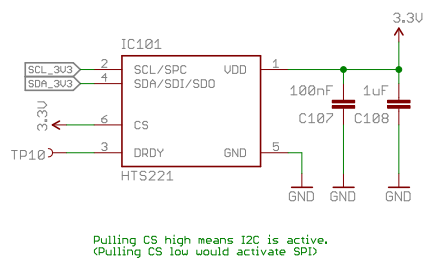 3.3V
IC101
SCL_3V3 2 SCL/SPC VDD 1
SDA_3V3 4 SDA/SDI/SDO
100nF 1uF
3.3V 6 CS C107 C108
TP10 3 DRDY GND 5
HTS221
GND GND GND
Pulling CS high means I2C is active.
(Pulling CS low would activate SPI)